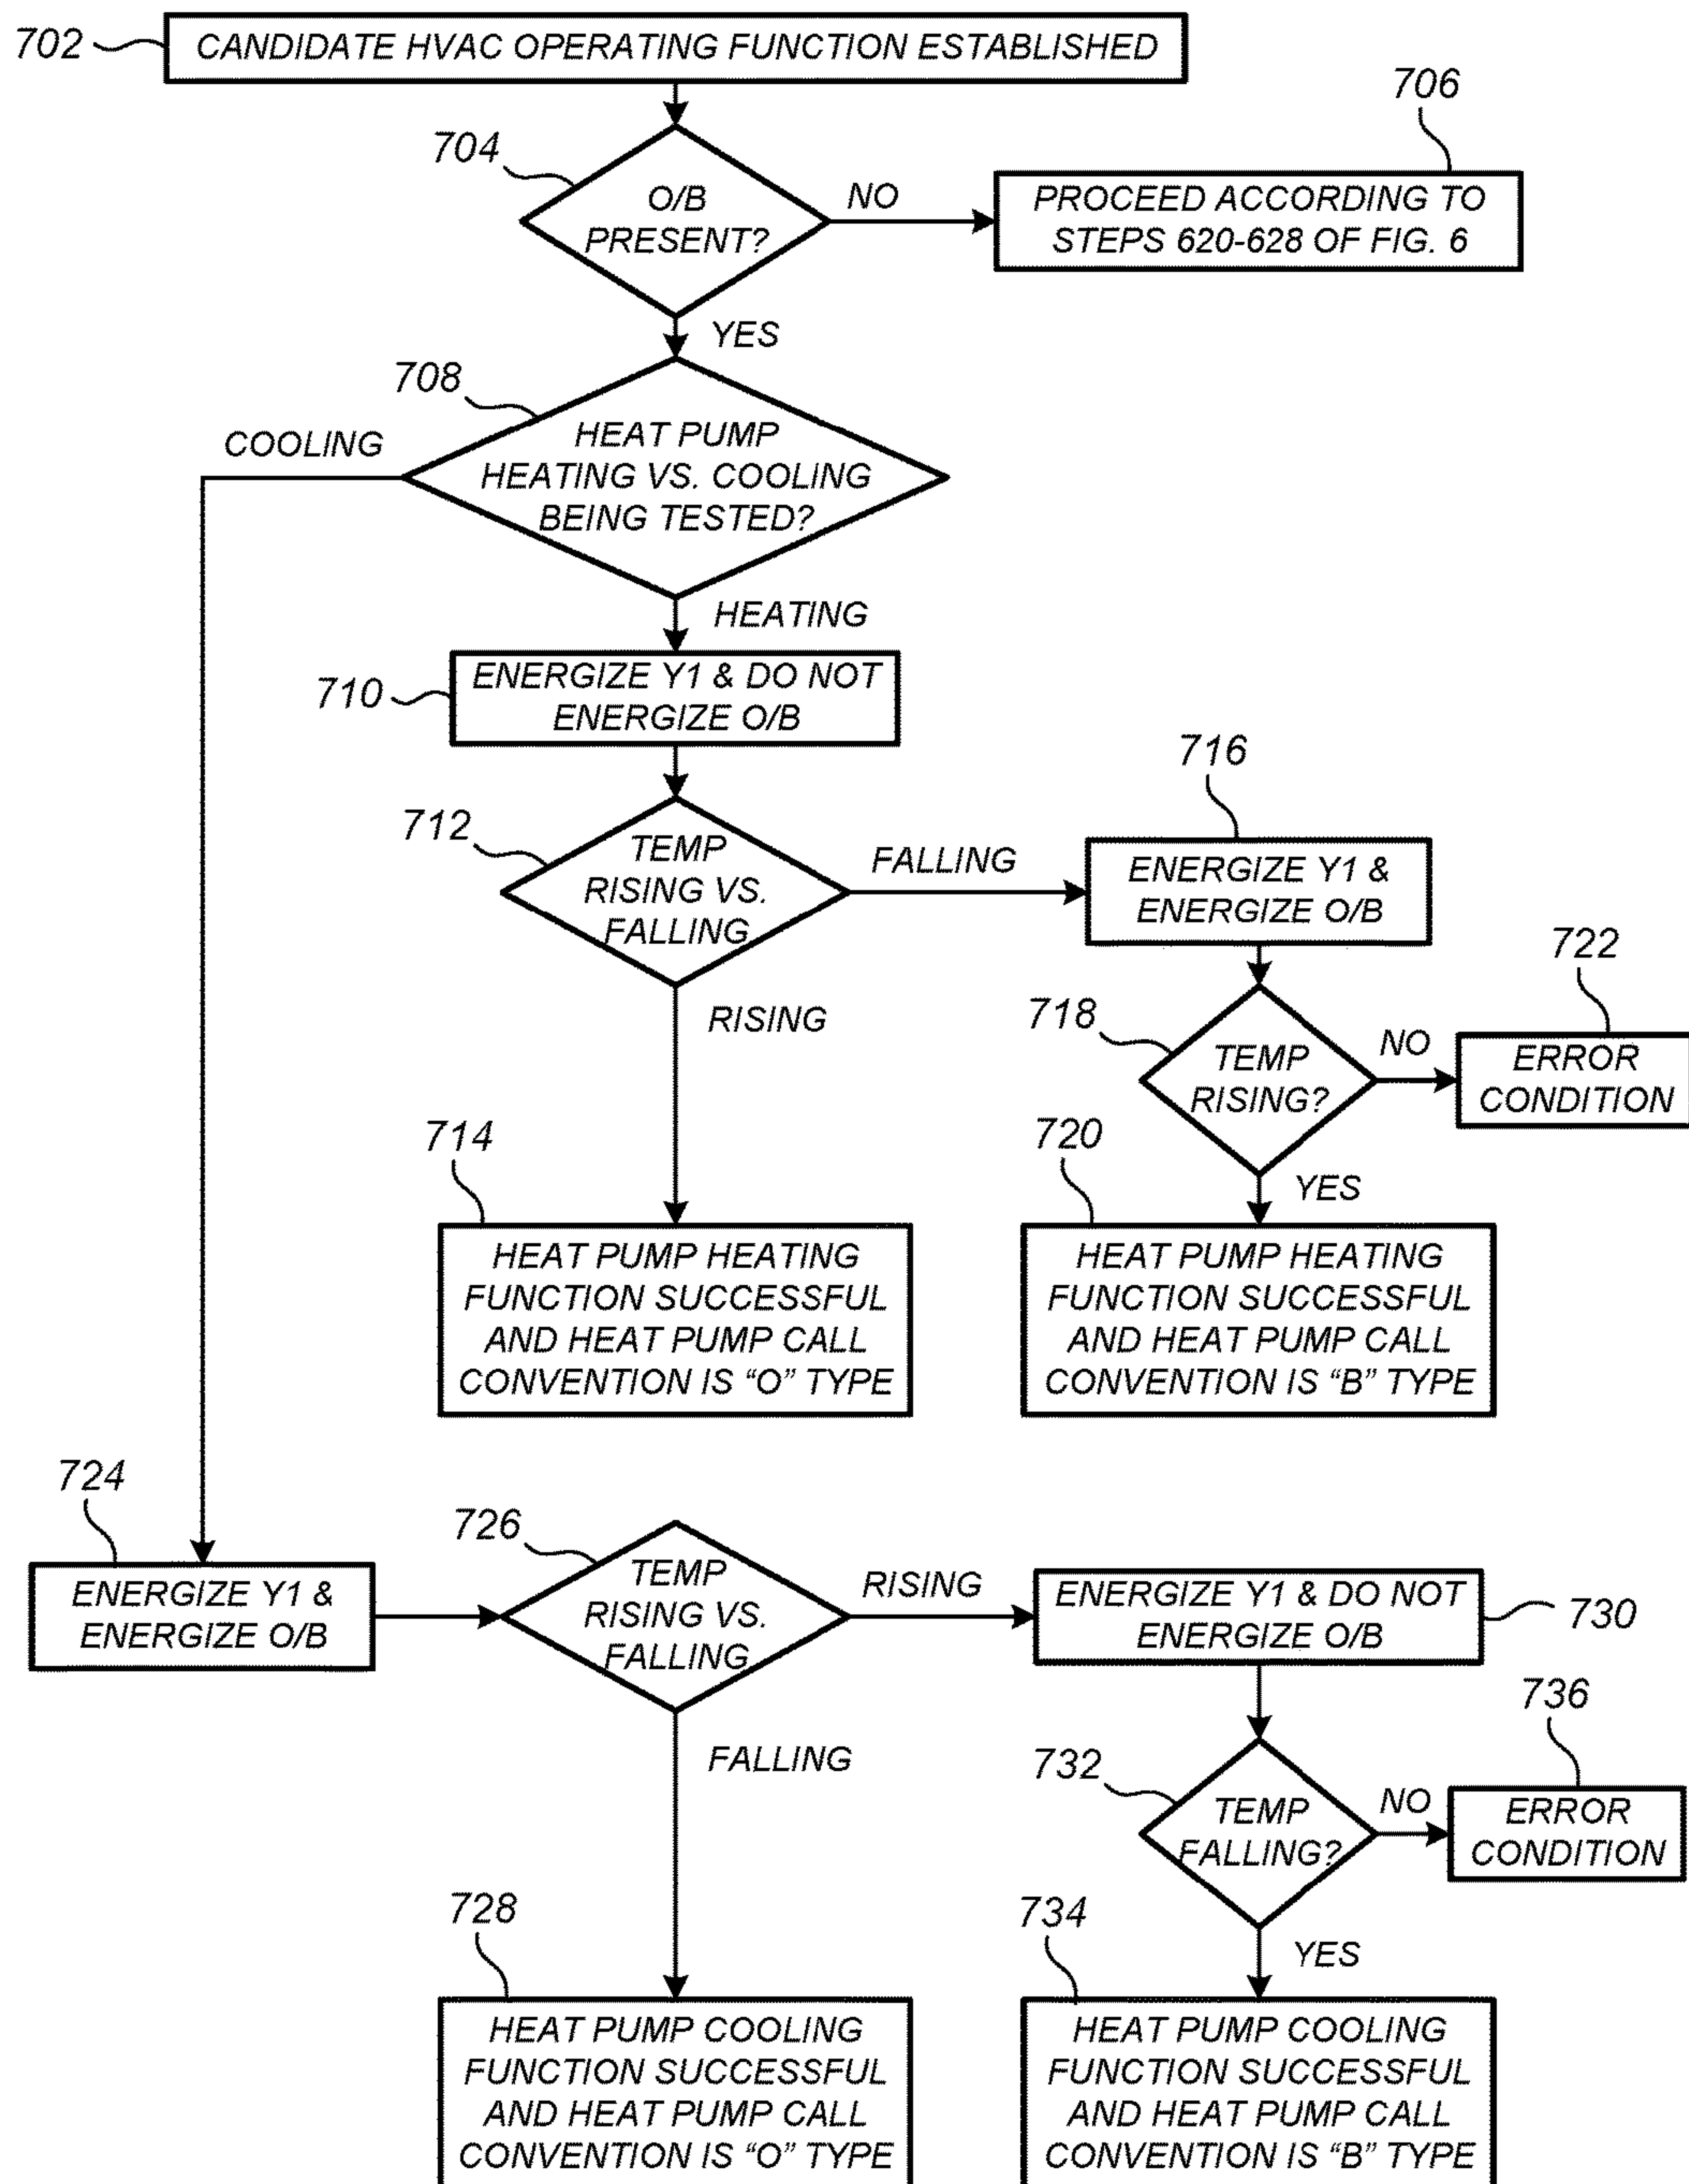 702
CANDIDATE HVAC OPERATING FUNCTION ESTABLISHED
704
O/B
PRESENT?
NO
706
PROCEED ACCORDING TO
STEPS 620-628 OF FIG. 6
YES
708
HEAT PUMP
HEATING VS. COOLING
BEING TESTED?
COOLING
HEATING
710
ENERGIZE Y1 & DO NOT
ENERGIZE O/B
712
TEMP
RISING VS.
FALLING
FALLING
716
ENERGIZE Y1 &
ENERGIZE O/B
RISING
718
TEMP
RISING?
NO
722
ERROR
CONDITION
714
HEAT PUMP HEATING
FUNCTION SUCCESSFUL
AND HEAT PUMP CALL
CONVENTION IS “O” TYPE
YES
720
HEAT PUMP HEATING
FUNCTION SUCCESSFUL
AND HEAT PUMP CALL
CONVENTION IS “B” TYPE
724
ENERGIZE Y1 &
ENERGIZE O/B
726
TEMP
RISING VS.
FALLING
RISING
ENERGIZE Y1 & DO NOT
ENERGIZE O/B
730
FALLING
732
TEMP
FALLING?
NO
736
ERROR
CONDITION
728
HEAT PUMP COOLING
FUNCTION SUCCESSFUL
AND HEAT PUMP CALL
CONVENTION IS “O” TYPE
YES
734
HEAT PUMP COOLING
FUNCTION SUCCESSFUL
AND HEAT PUMP CALL
CONVENTION IS “B” TYPE